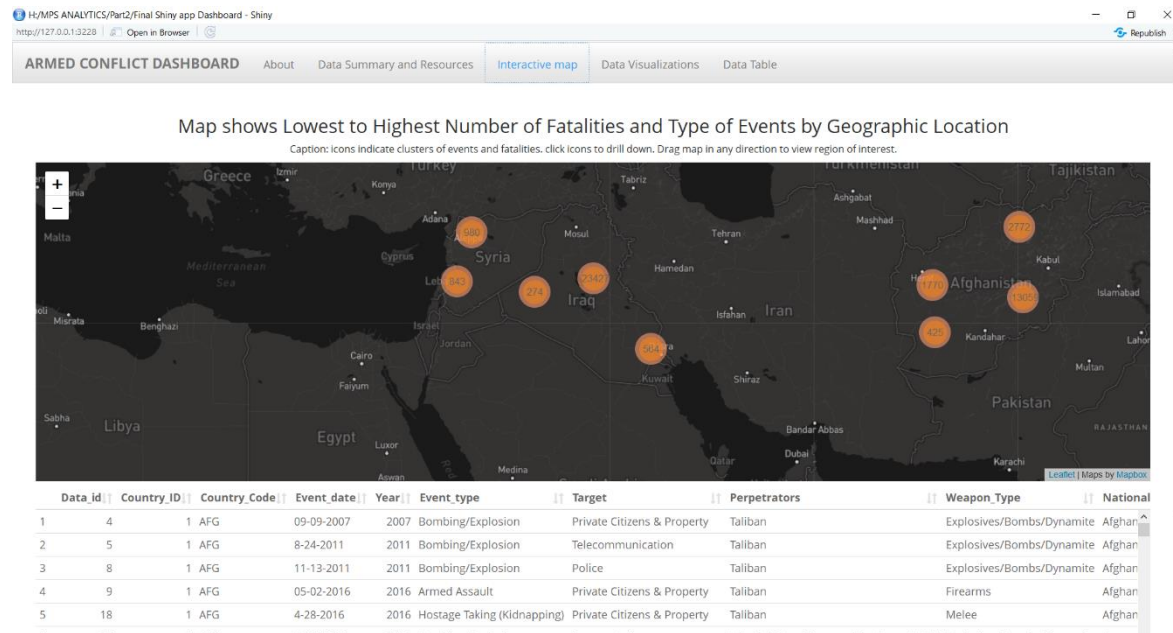 H:/MPS ANALYTICS/Part2/Final Shiny app Dashboard - Shiny
http://127.0.0.1:3228 Open in Browser Republish
ARMED CONFLICT DASHBOARD About Data Summary and Resources Interactive map Data Visualizations Data Table
Map shows Lowest to Highest Number of Fatalities and Type of Events by Geographic Location
Caption: icons indicate clusters of events and fatalities. click icons to drill down, Drag map in any direction to view region of interest.
+
−
Greece
Izmir
Turkey
Konya
Adana
Tabriz
Turkmenistan
Tajikistan
Ashgabat
Mashhad
Malta
Mediterranean
Sea
Cyprus
980
Syria
Mosul
Tehran
2772
Kabul
843
274
23427
Hamedan
1770
Afghanistan
13059
Islamabad
Iraq
Misrata
Benghazi
Israel
Isfahan
Iran
425
Kandahar
Lahor
Jordan
564
Cairo
Faiyum
Kuwait
Shiraz
Multan
Pakistan
Sabha
Libya
Egypt
Luxor
Bandar Abbas
RAJASTHAN
Red
Medina
Qatar
Dubai
Karachi
Aswan
Leaflet | Maps by Mapbox
Data_id Country_ID Country_Code Event_date Year Event_type Target Perpetrators Weapon_Type National
1 4 1 AFG 09-09-2007 2007 Bombing/Explosion Private Citizens & Property Taliban Explosives/Bombs/Dynamite Afghan
2 5 1 AFG 8-24-2011 2011 Bombing/Explosion Telecommunication Taliban Explosives/Bombs/Dynamite Afghan
3 8 1 AFG 11-13-2011 2011 Bombing/Explosion Police Taliban Explosives/Bombs/Dynamite Afghan
4 9 1 AFG 05-02-2016 2016 Armed Assault Private Citizens & Property Taliban Firearms Afghan
5 18 1 AFG 4-28-2016 2016 Hostage Taking (Kidnapping) Private Citizens & Property Taliban Melee Afghan